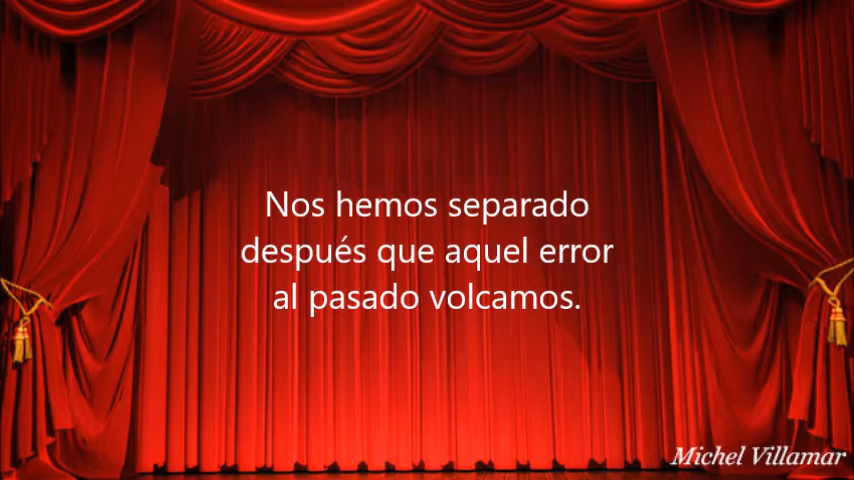 Nos hemos separado
después que aquel error
al pasado volcamos.
Michel Villamar